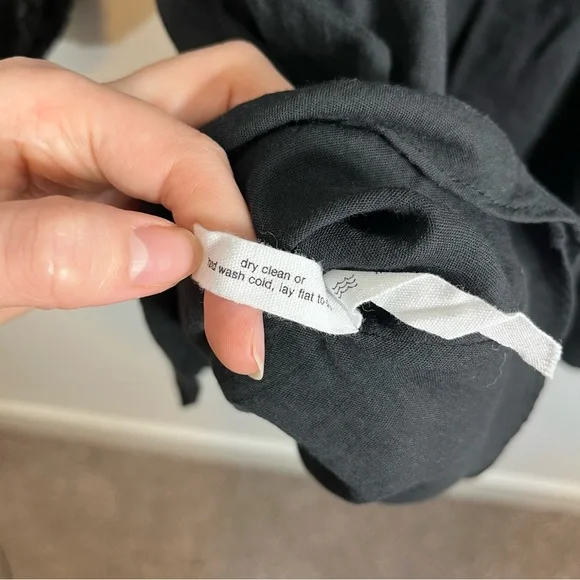 dry clean or
wash cold, lay flat to